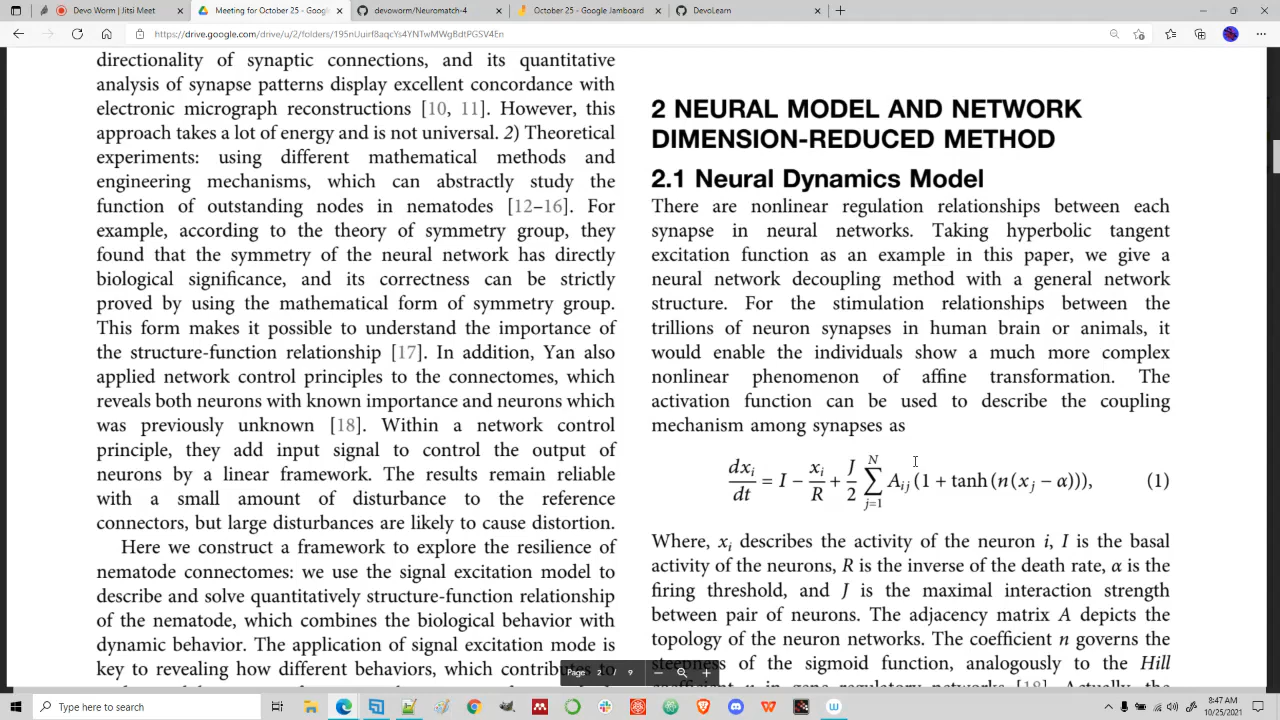 Devo Worm Meeting
Meeting for October 25 - Google
devoworm/Neuromatch-4
October 25 - Google Jamboard
DevoLearn
https://drive.google.com/drive/u/2/folders/195nUuirf8aqcYs4YNTwMWgBdtPGSV4En
directionality of synaptic connections, and its quantitative
analysis of synapse patterns display excellent concordance with
electronic micrograph reconstructions [10, 11]. However, this
approach takes a lot of energy and is not universal. 2) Theoretical
experiments: using different mathematical methods and
engineering mechanisms, which can abstractly study the
function of outstanding nodes in nematodes [12–16]. For
example, according to the theory of symmetry group, they
found that the symmetry of the neural network has directly
biological significance, and its correctness can be strictly
proved by using the mathematical form of symmetry group.
This form makes it possible to understand the importance of
the structure-function relationship [17]. In addition, Yan also
applied network control principles to the connectomes, which
reveals both neurons with known importance and neurons which
was previously unknown [18]. Within a network control
principle, they add input signal to control the output of
neurons by a linear framework. The results remain reliable
with a small amount of disturbance to the reference
connectors, but large disturbances are likely to cause distortion.
Here we construct a framework to explore the resilience of
nematode connectomes: we use the signal excitation model to
describe and solve quantitatively structure-function relationship
of the nematode, which combines the biological behavior with
dynamic behavior. The application of signal excitation mode is
key to revealing how different behaviors, which contributes to
2 NEURAL MODEL AND NETWORK
DIMENSION-REDUCED METHOD
2.1 Neural Dynamics Model
There are nonlinear regulation relationships between each
synapse in neural networks. Taking hyperbolic tangent
excitation function as an example in this paper, we give a
neural network decoupling method with a general network
structure. For the stimulation relationships between the
trillions of neuron synapses in human brain or animals, it
would enable the individuals show a much more complex
nonlinear phenomenon of affine transformation. The
activation function can be used to describe the coupling
mechanism among synapses as
dx_i/dt = I − x_i/R + J/2 ∑_{j=1}^{N} A_{ij}(1 + tanh(n(x_j − α))), (1)
Where, x_i describes the activity of the neuron i, I is the basal
activity of the neurons, R is the inverse of the death rate, α is the
firing threshold, and J is the maximal interaction strength
between pair of neurons. The adjacency matrix A depicts the
topology of the neuron networks. The coefficient n governs the
steepness of the sigmoid function, analogously to the Hill
Page 2 / 9
Type here to search
8:47 AM
10/25/2021